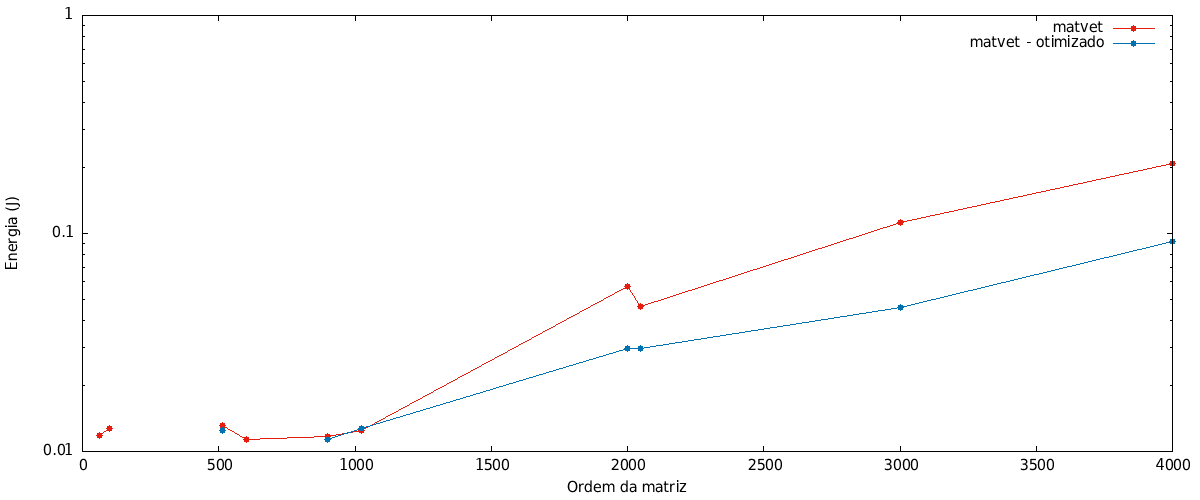 1
matvet
matvet - otimizado
0.1
Energia (J)
0.01
0 500 1000 1500 2000 2500 3000 3500 4000
Ordem da matriz